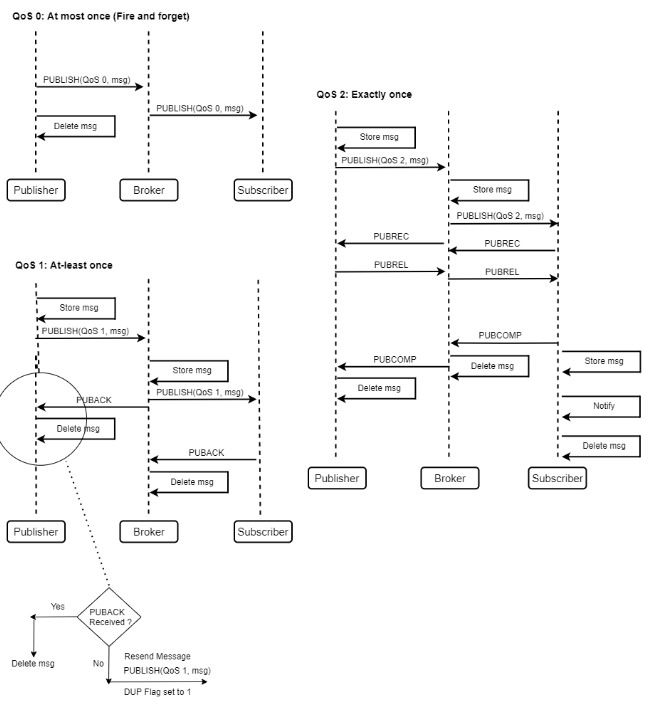 QoS 0: At most once (Fire and forget)
PUBLISH(QoS 0, msg)
PUBLISH(QoS 0, msg)
Delete msg
Publisher
Broker
Subscriber
QoS 1: At-least once
Store msg
PUBLISH(QoS 1, msg)
Store msg
PUBLISH(QoS 1, msg)
PUBACK
Delete msg
PUBACK
Delete msg
Publisher
Broker
Subscriber
PUBACK
Received ?
Yes
Delete msg
No
Resend Message
PUBLISH(QoS 1, msg)
DUP Flag set to 1
QoS 2: Exactly once
Store msg
PUBLISH(QoS 2, msg)
Store msg
PUBLISH(QoS 2, msg)
PUBREC
PUBREC
PUBREL
PUBREL
PUBCOMP
PUBCOMP
Delete msg
Store msg
Delete msg
Notify
Delete msg
Publisher
Broker
Subscriber